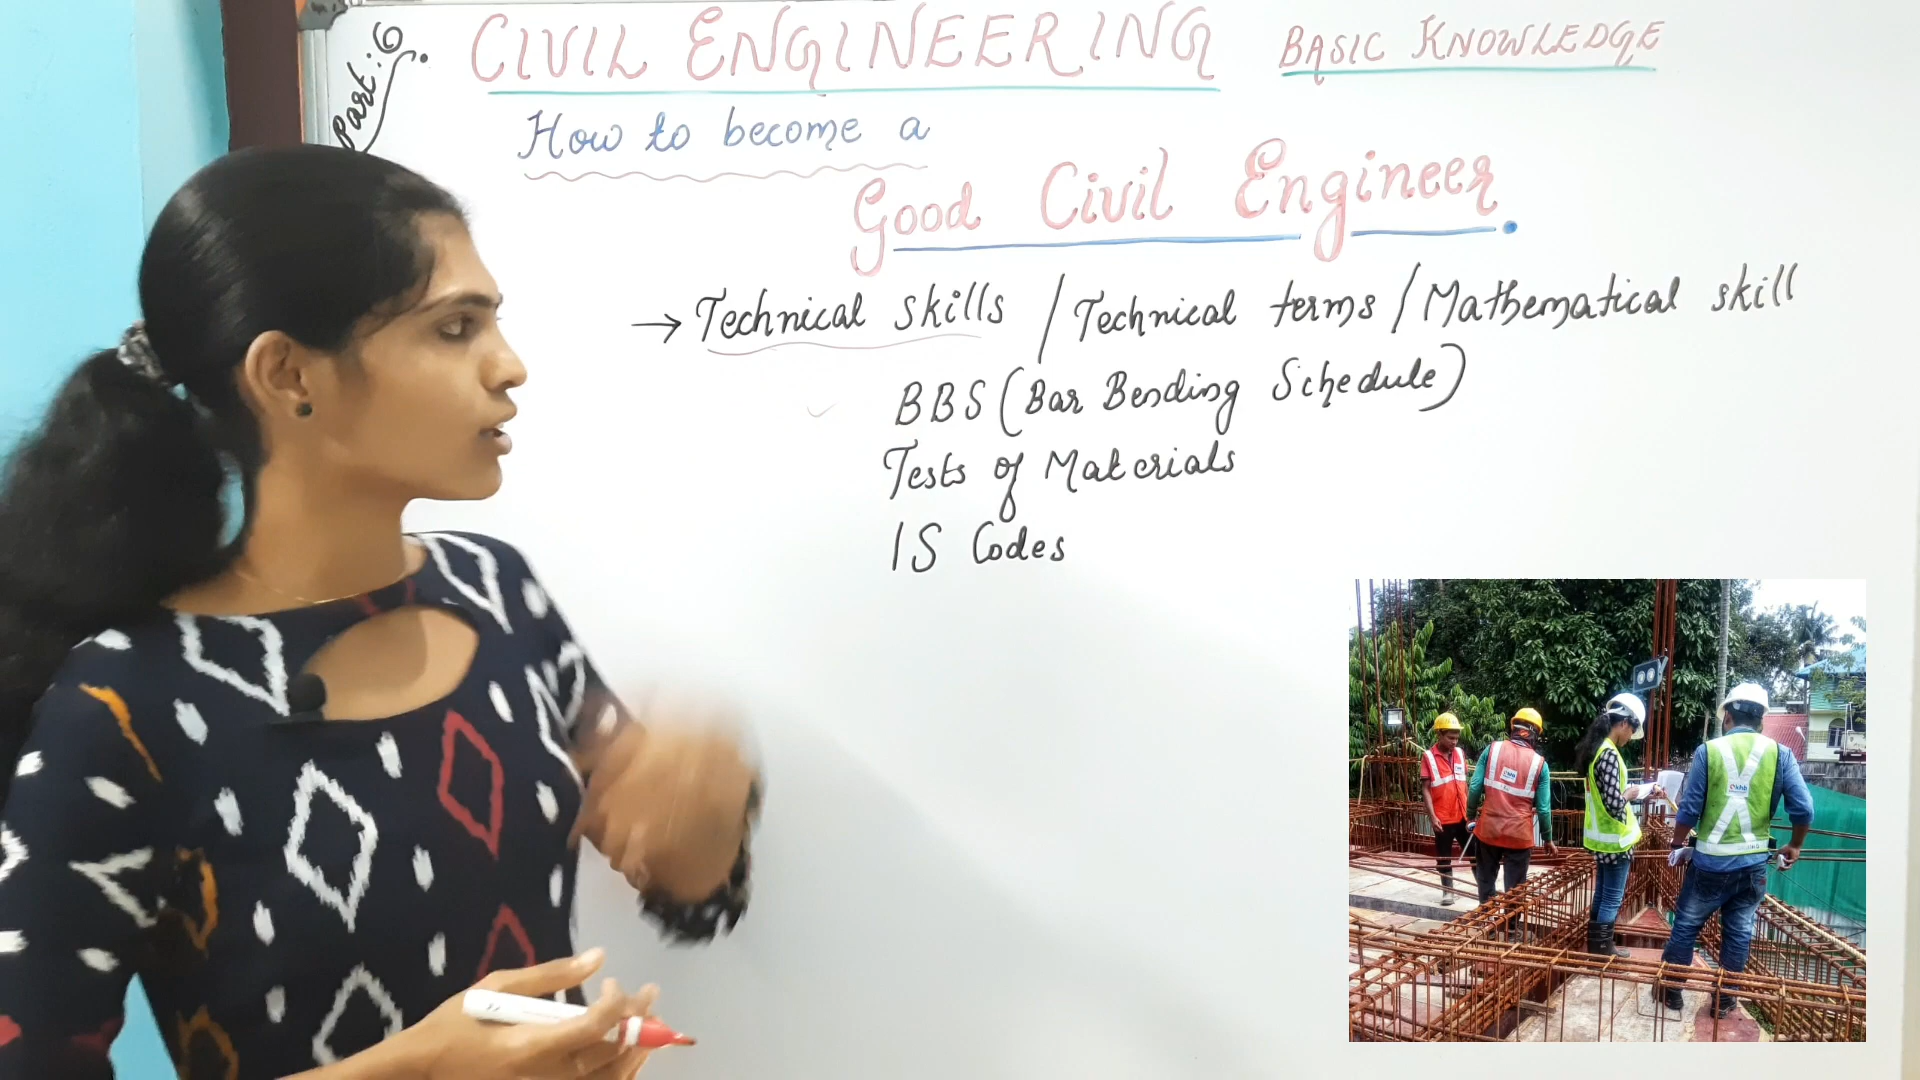 Part: 6.
CIVIL ENGINEERING BASIC KNOWLEDGE
How to become a
Good Civil Engineer.
→ Technical skills / Technical terms / Mathematical skill
BBS (Bar Bending Schedule)
Tests of Materials
IS Codes